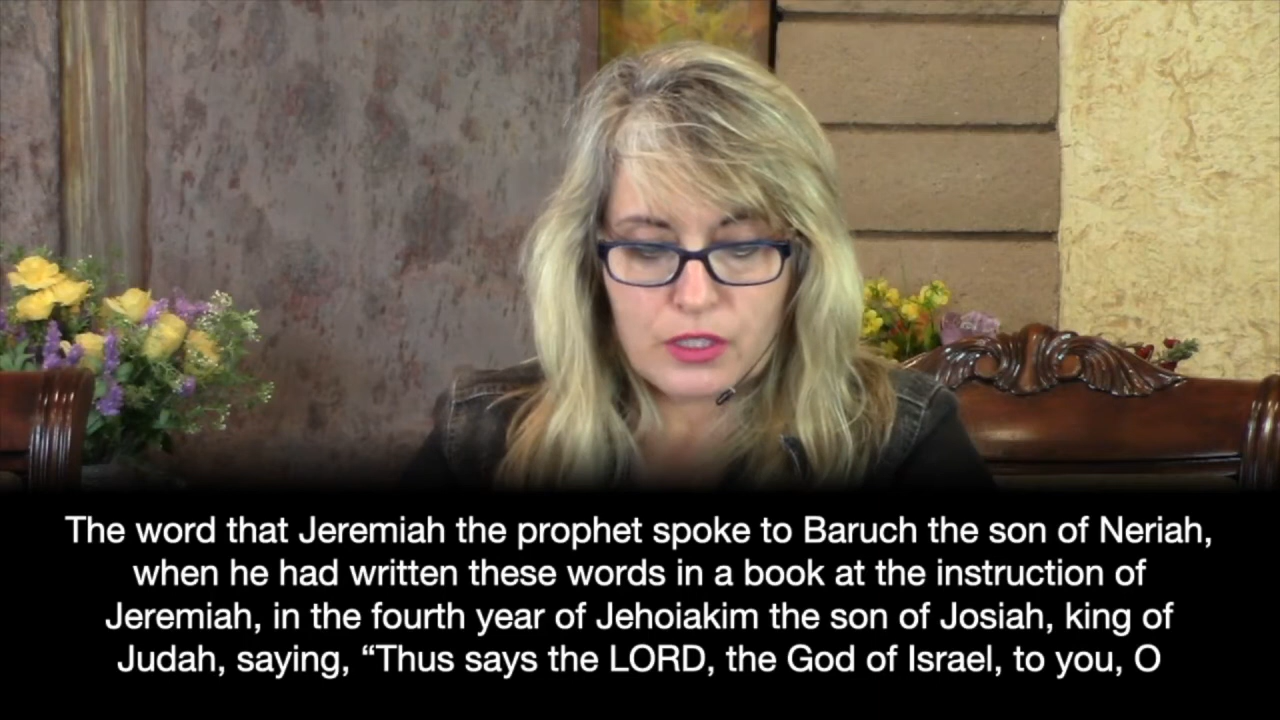 The word that Jeremiah the prophet spoke to Baruch the son of Neriah,
when he had written these words in a book at the instruction of
Jeremiah, in the fourth year of Jehoiakim the son of Josiah, king of
Judah, saying, “Thus says the LORD, the God of Israel, to you, O